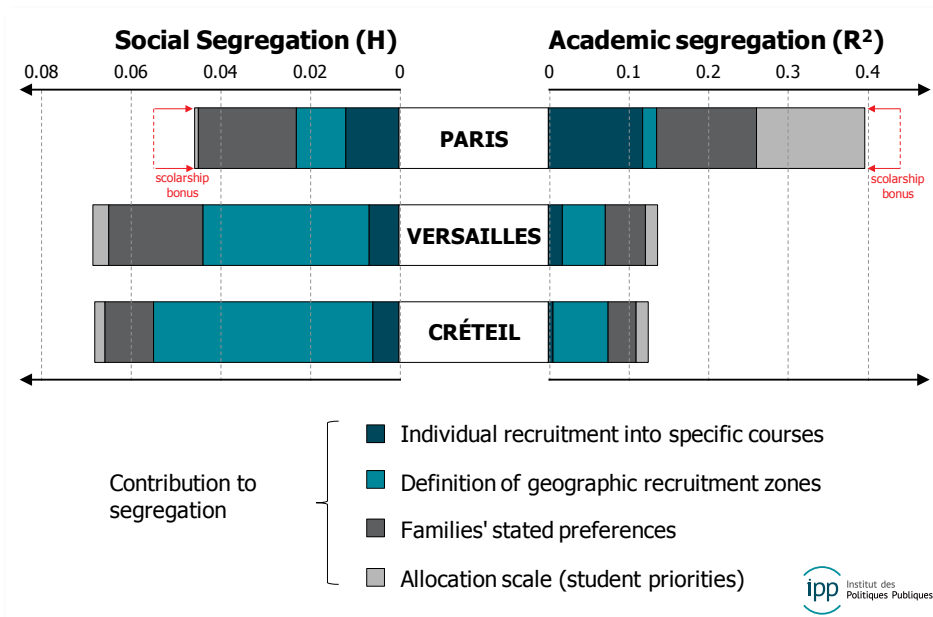 Social Segregation (H)
Academic segregation (R²)
0.08 0.06 0.04 0.02 0
0 0.1 0.2 0.3 0.4
PARIS
scolarship
bonus
scolarship
bonus
VERSAILLES
CRÉTEIL
Contribution to
segregation
Individual recruitment into specific courses
Definition of geographic recruitment zones
Families' stated preferences
Allocation scale (student priorities)
ipp
Institut des
Politiques Publiques